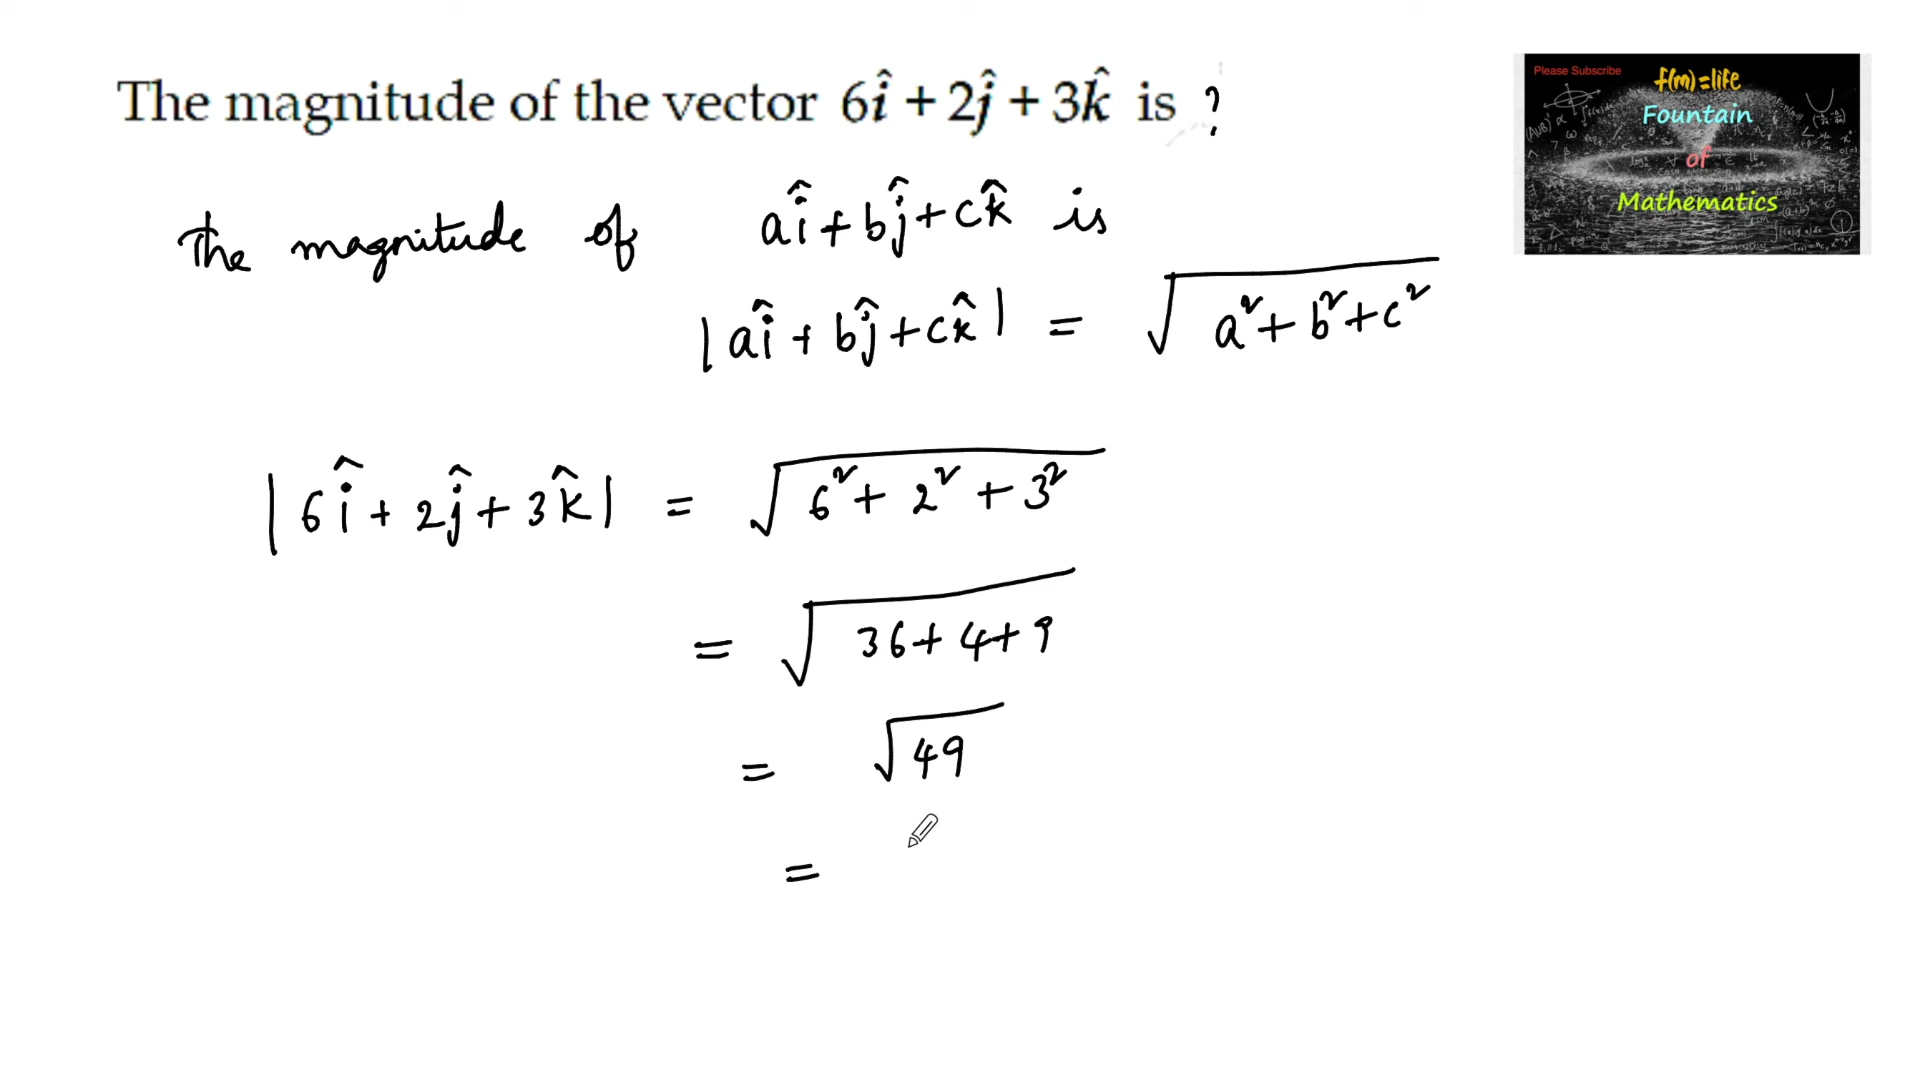 The magnitude of the vector 6î + 2ĵ + 3k̂ is ?
The magnitude of aî + bĵ + ck̂ is
|aî + bĵ + ck̂| = √(a² + b² + c²)
|6î + 2ĵ + 3k̂| = √(6² + 2² + 3²)
= √(36 + 4 + 9)
= √49
=
Please Subscribe
f(m)=life
Fountain
of
Mathematics